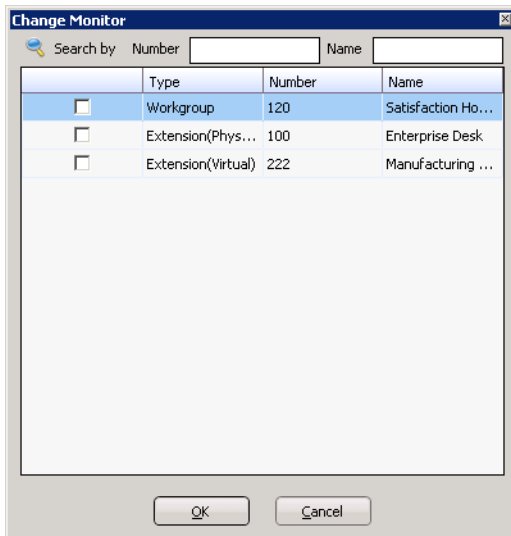 Change Monitor
Search by Number Name
Type Number Name
Workgroup 120 Satisfaction Ho...
Extension(Phys... 100 Enterprise Desk
Extension(Virtual) 222 Manufacturing ...
OK Cancel